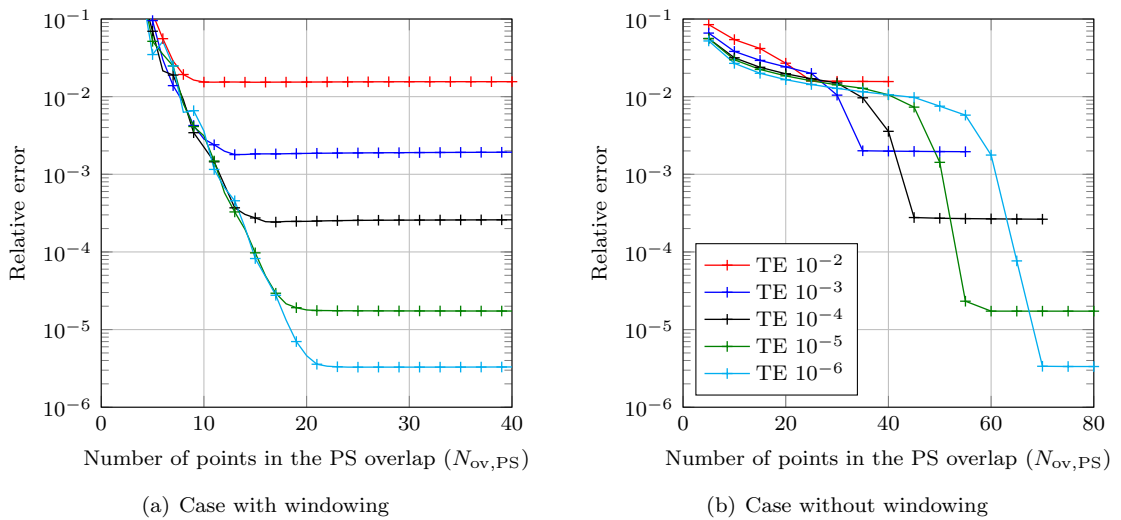 10⁻¹
10⁻²
10⁻³
10⁻⁴
10⁻⁵
10⁻⁶
0 10 20 30 40
Relative error
Number of points in the PS overlap (N_ov,PS)
(a) Case with windowing
10⁻¹
10⁻²
10⁻³
10⁻⁴
10⁻⁵
10⁻⁶
0 20 40 60 80
Relative error
TE 10⁻²
TE 10⁻³
TE 10⁻⁴
TE 10⁻⁵
TE 10⁻⁶
Number of points in the PS overlap (N_ov,PS)
(b) Case without windowing